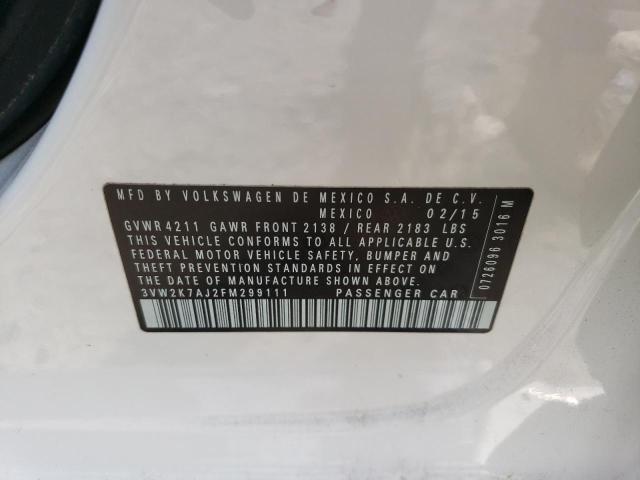 MFD BY VOLKSWAGEN DE MEXICO S.A. DE C.V.
MEXICO 02/15
GVWR 4211 GAWR FRONT 2138 / REAR 2183 LBS
THIS VEHICLE CONFORMS TO ALL APPLICABLE U.S.
FEDERAL MOTOR VEHICLE SAFETY, BUMPER AND
THEFT PREVENTION STANDARDS IN EFFECT ON
THE DATE OF MANUFACTURE SHOWN ABOVE.
3VW2K7AJ2FM299111 PASSENGER CAR
0726096 3016 M